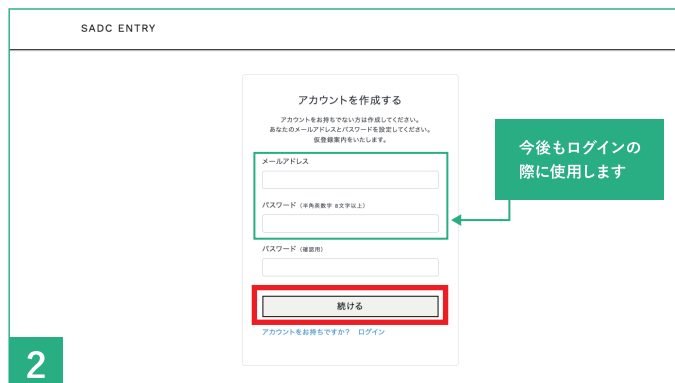 SADC ENTRY
アカウントを作成する
アカウントをお持ちでない方は作成してください。
あなたのメールアドレスとパスワードを設定してください。
仮登録案内をいたします。
メールアドレス
パスワード（半角英数字 8文字以上）
パスワード（確認用）
続ける
アカウントをお持ちですか？ ログイン
今後もログインの
際に使用します
2